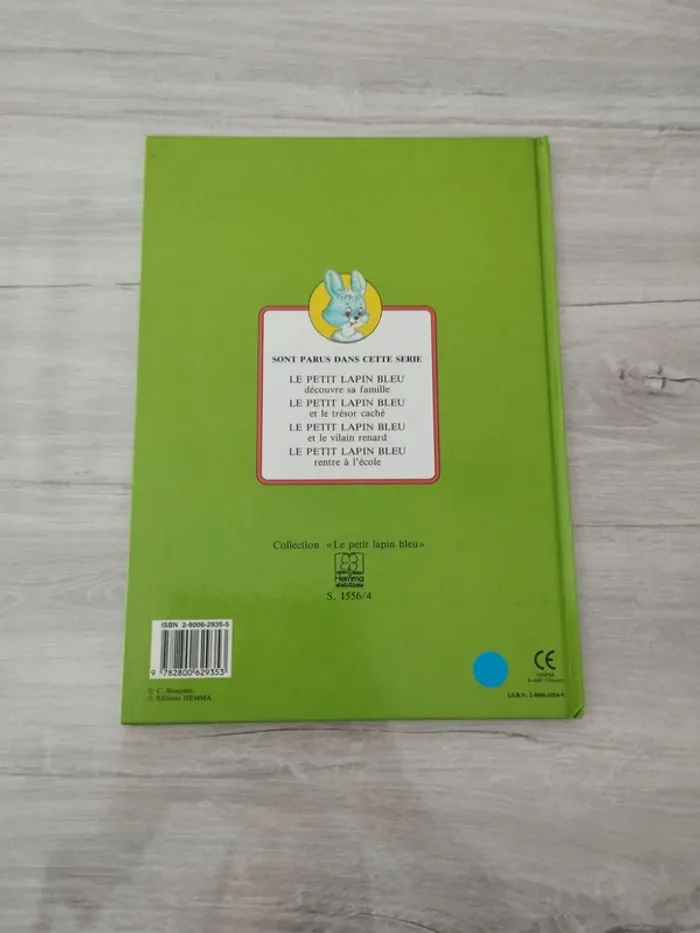 SONT PARUS DANS CETTE SERIE
LE PETIT LAPIN BLEU
découvre sa famille
LE PETIT LAPIN BLEU
et le trésor caché
LE PETIT LAPIN BLEU
et le vilain renard
LE PETIT LAPIN BLEU
rentre à l'école
Collection «Le petit lapin bleu»
Hemma
S. 1556/4
ISBN 2-8006-2935-5
9 782800 629353
© C. Busquets
© Editions HEMMA
CE
HEMMA
I.S.B.N.